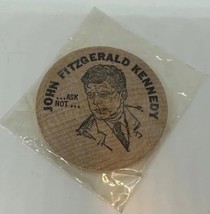 JOHN FITZGERALD KENNEDY
...ASK
NOT...